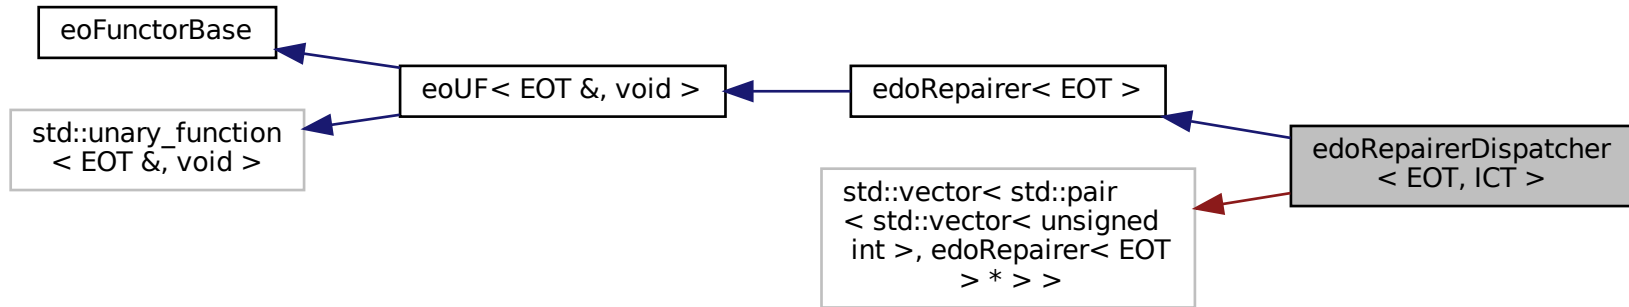 eoFunctorBase
std::unary_function
< EOT &, void >
eoUF< EOT &, void >
edoRepairer< EOT >
std::vector< std::pair
< std::vector< unsigned
int >, edoRepairer< EOT
> * > >
edoRepairerDispatcher
< EOT, ICT >